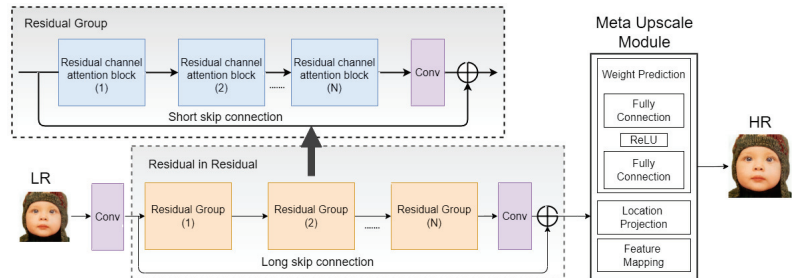 Residual Group
Residual channel
attention block
(1)
Residual channel
attention block
(2)
.......
Residual channel
attention block
(N)
Conv
Short skip connection
Residual in Residual
LR
Conv
Residual Group
(1)
Residual Group
(2)
.......
Residual Group
(N)
Conv
Long skip connection
Meta Upscale
Module
Weight Prediction
Fully
Connection
ReLU
Fully
Connection
Location
Projection
Feature
Mapping
HR